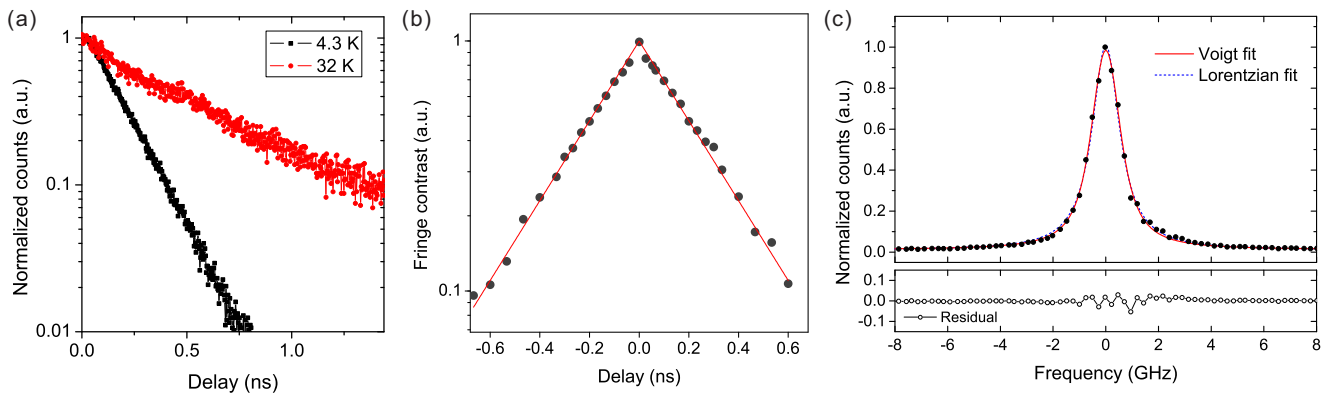 (a)
1
0.1
0.01
0.0
0.5
1.0
Normalized counts (a.u.)
Delay (ns)
4.3 K
32 K
(b)
1
0.1
-0.6
-0.4
-0.2
0.0
0.2
0.4
0.6
Fringe contrast (a.u.)
Delay (ns)
(c)
1.0
0.8
0.6
0.4
0.2
0.0
Normalized counts (a.u.)
Voigt fit
Lorentzian fit
0.1
0.0
-0.1
Residual
-8
-6
-4
-2
0
2
4
6
8
Frequency (GHz)